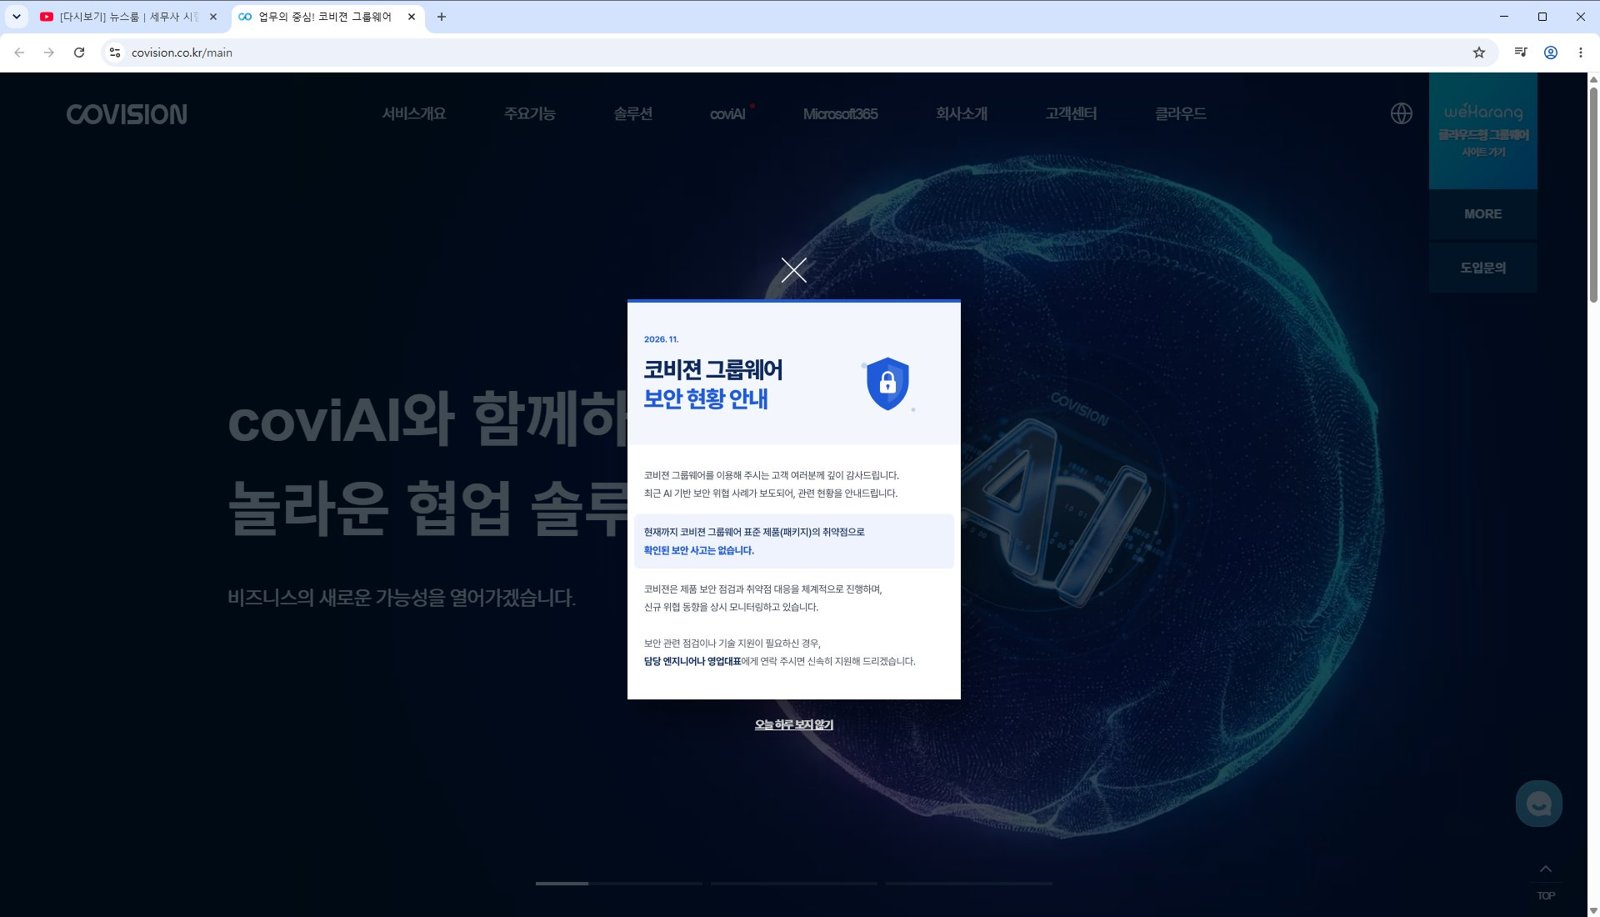 [다시보기] 뉴스룸 | 세무사 시험
업무의 중심! 코비젼 그룹웨어
covision.co.kr/main
COVISION
서비스개요
주요기능
솔루션
coviAI
Microsoft365
회사소개
고객센터
클라우드
weHarang
클라우드형 그룹웨어
사이트 가기
MORE
도입문의
coviAI와 함께하
놀라운 협업 솔루
비즈니스의 새로운 가능성을 열어가겠습니다.
COVISION
AI
2026. 11.
코비젼 그룹웨어
보안 현황 안내
코비젼 그룹웨어를 이용해 주시는 고객 여러분께 깊이 감사드립니다.
최근 AI 기반 보안 위협 사례가 보도되어, 관련 현황을 안내드립니다.
현재까지 코비젼 그룹웨어 표준 제품(패키지)의 취약점으로
확인된 보안 사고는 없습니다.
코비젼은 제품 보안 점검과 취약점 대응을 체계적으로 진행하며,
신규 위협 동향을 상시 모니터링하고 있습니다.
보안 관련 점검이나 기술 지원이 필요하신 경우,
담당 엔지니어나 영업대표에게 연락 주시면 신속히 지원해 드리겠습니다.
오늘 하루 보지 않기
TOP